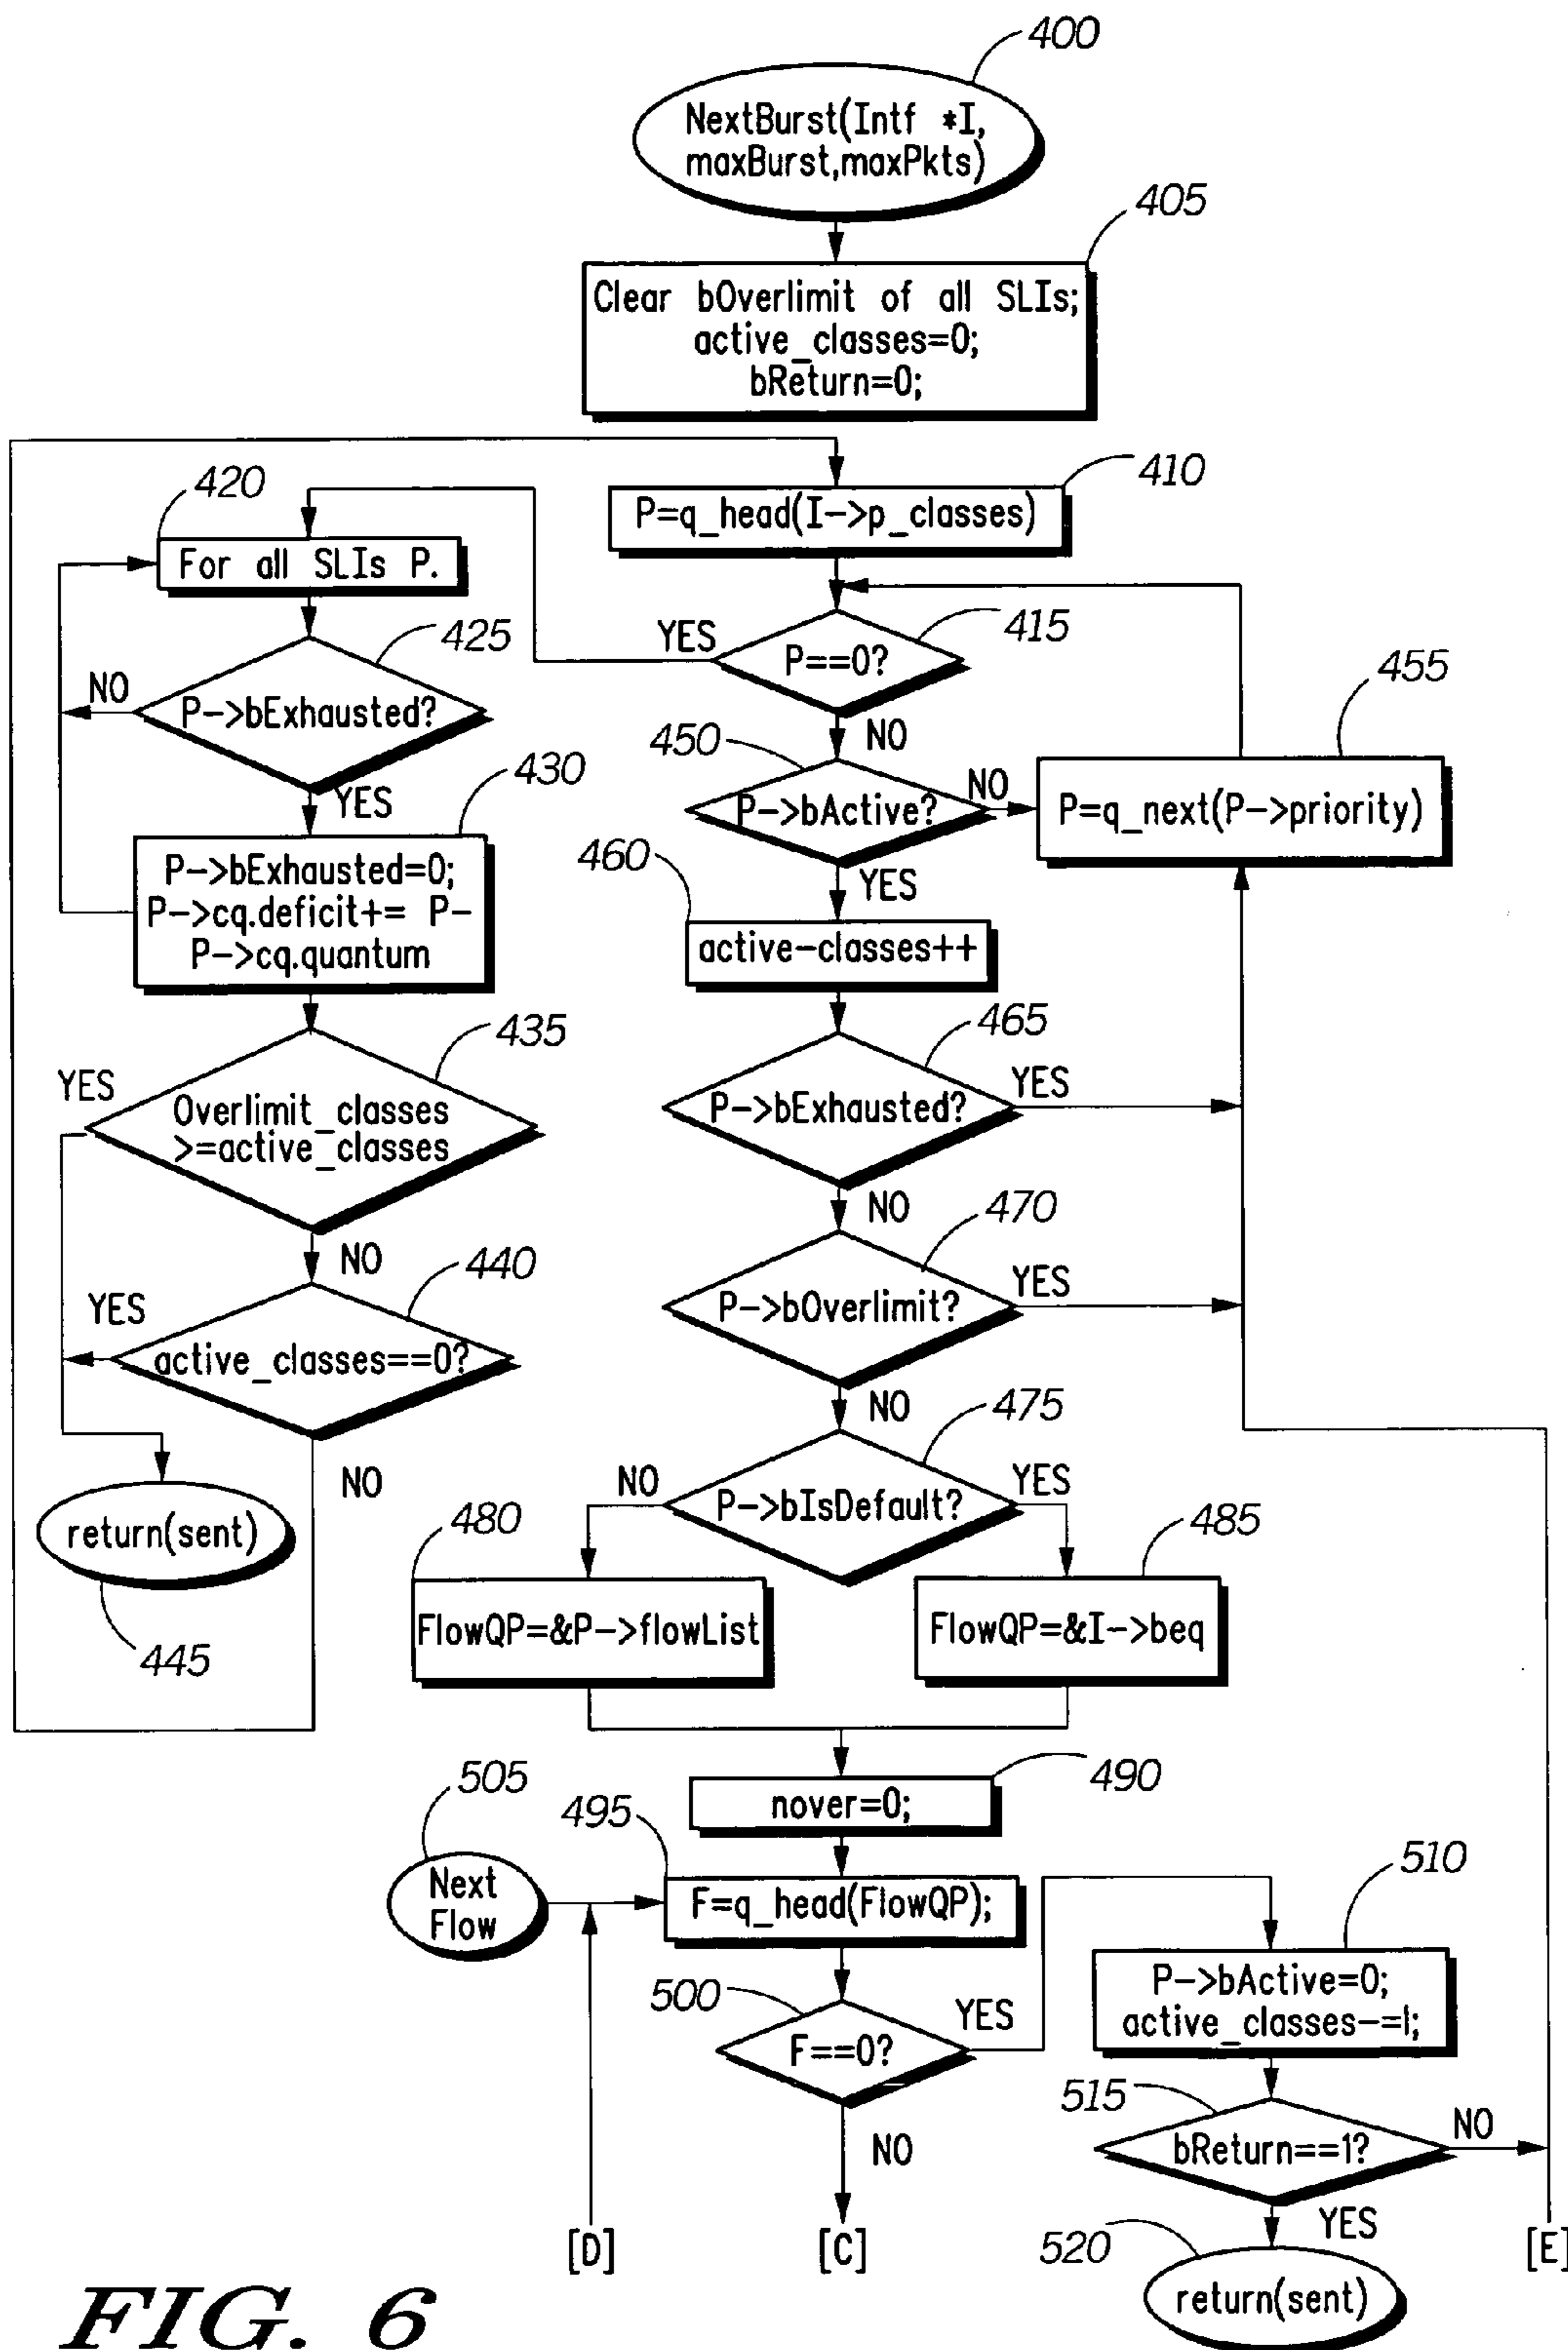 400
NextBurst(Intf *I,
maxBurst,maxPkts)
405
Clear bOverlimit of all SLIs;
active_classes=0;
bReturn=0;
410
P=q_head(I->p_classes)
420
For all SLIs P.
415
P==0?
YES
NO
425
P->bExhausted?
NO
YES
450
P->bActive?
NO
YES
455
P=q_next(P->priority)
430
P->bExhausted=0;
P->cq.deficit+= P-
P->cq.quantum
460
active-classes++
435
YES
Overlimit_classes
>=active_classes
NO
465
P->bExhausted?
YES
NO
440
YES
active_classes==0?
NO
470
P->bOverlimit?
YES
NO
475
NO
P->bIsDefault?
YES
return(sent)
445
480
FlowQP=&P->flowList
485
FlowQP=&I->beq
490
nover=0;
505
Next
Flow
495
F=q_head(FlowQP);
500
F==0?
YES
NO
510
P->bActive=0;
active_classes-=1;
515
bReturn==1?
NO
YES
520
return(sent)
[D]
[C]
[E]
FIG. 6